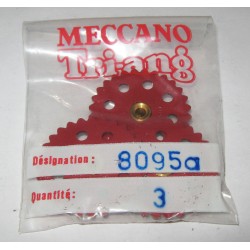 MECCANO
Tri-ang
Désignation: 8095a
Quantité: 3